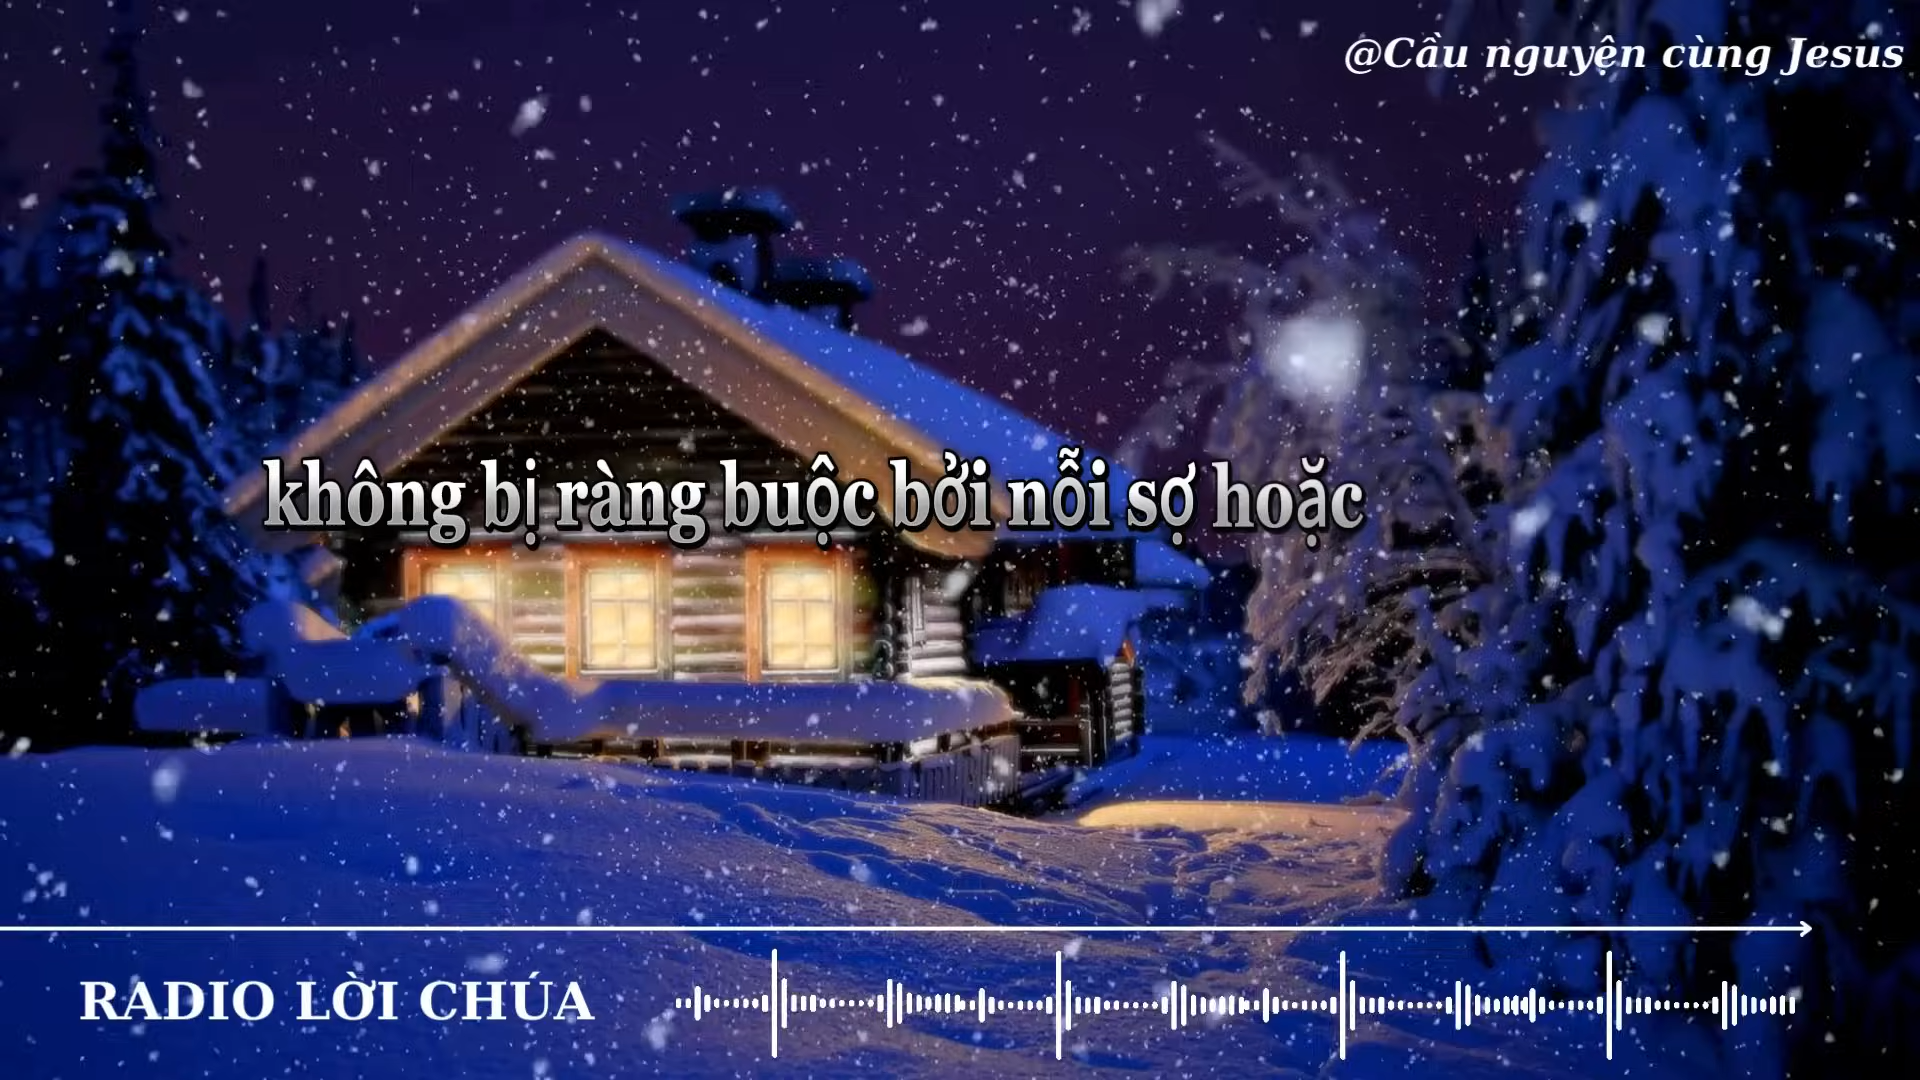 @Cầu nguyện cùng Jesus
không bị ràng buộc bởi nỗi sợ hoặc
RADIO LỜI CHÚA